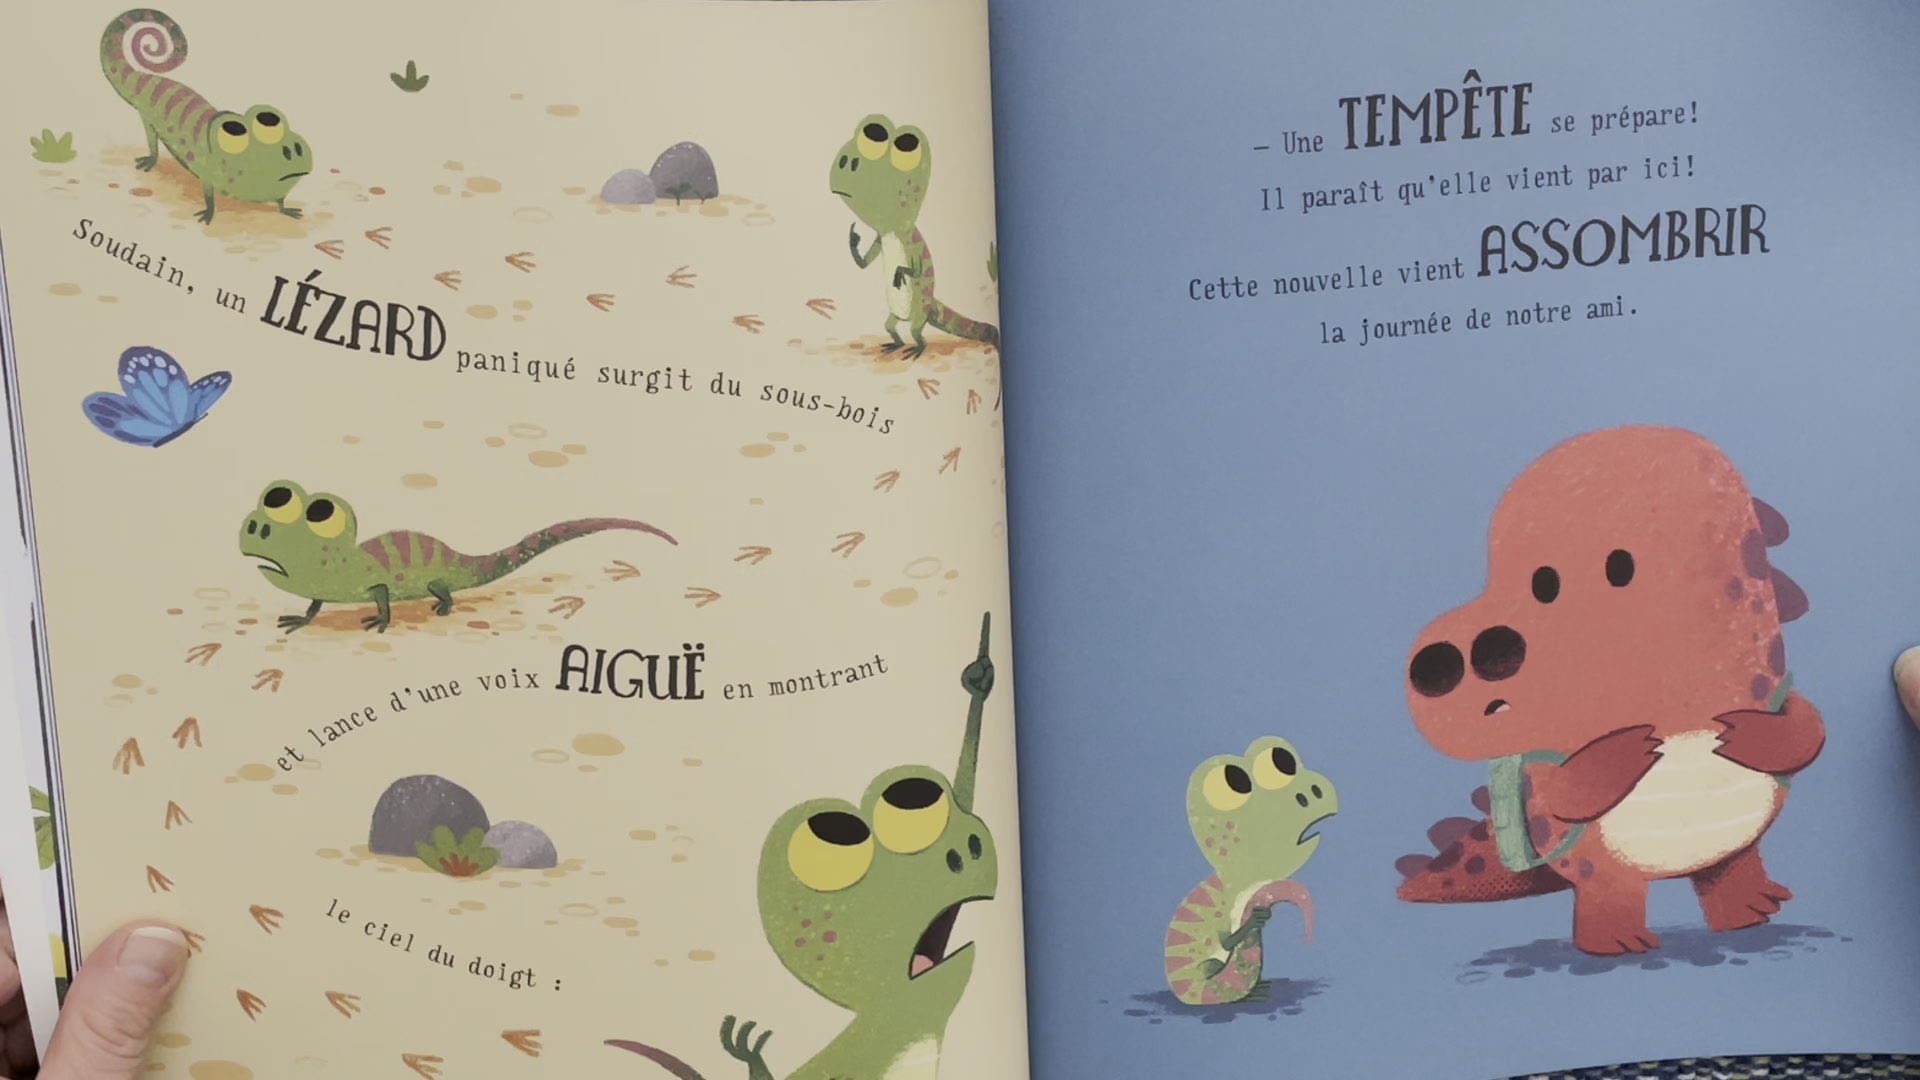 Soudain, un LÉZARD paniqué surgit du sous-bois
et lance d'une voix AIGUË en montrant
le ciel du doigt :
– Une TEMPÊTE se prépare!
Il paraît qu'elle vient par ici!
Cette nouvelle vient ASSOMBRIR
la journée de notre ami.